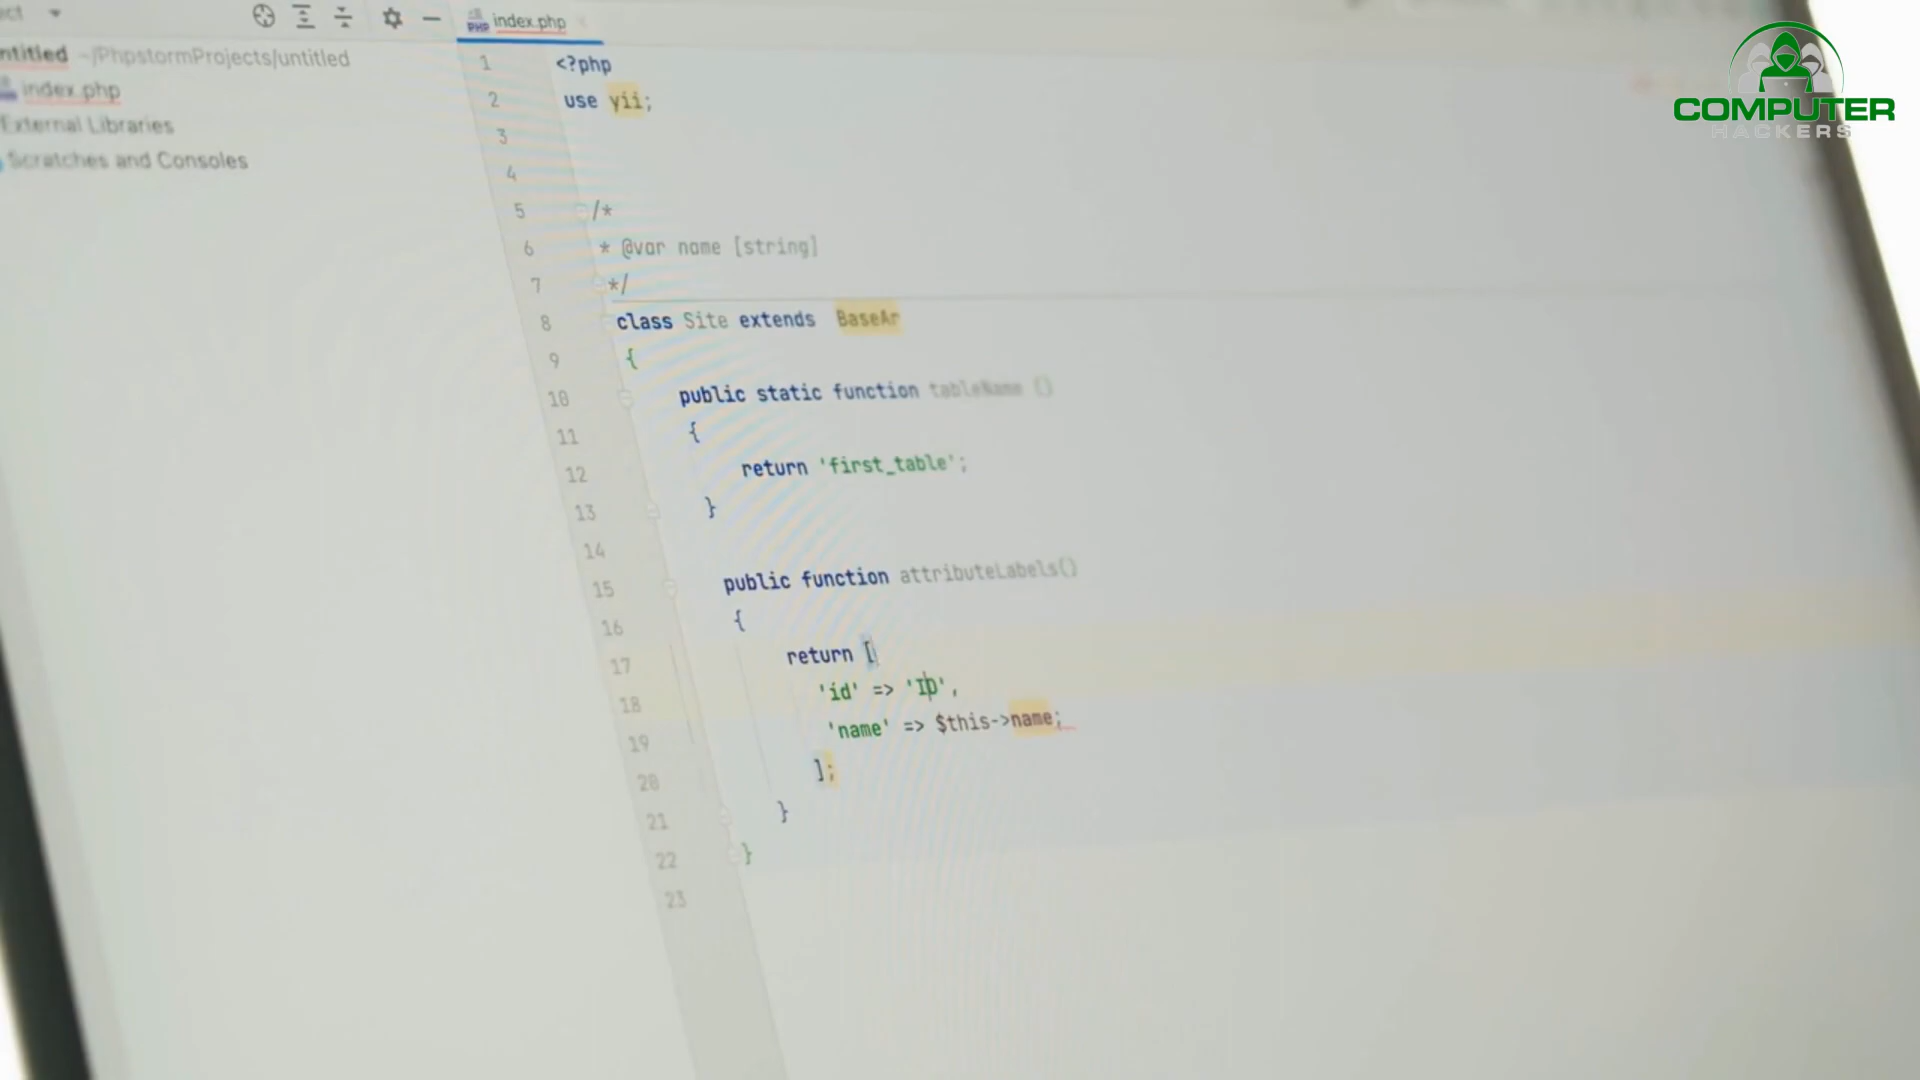 index.php
ntitled ~/PhpstormProjects/untitled
index.php
External Libraries
Scratches and Consoles
1 <?php
2 use yii;
3
4
5 /*
6 * @var name [string]
7 */
8 class Site extends BaseAr
9 {
10 public static function tableName ()
11 {
12 return 'first_table';
13 }
14
15 public function attributeLabels()
16 {
17 return [
18 'id' => 'ID',
19 'name' => $this->name;
20 ];
21 }
22 }
23
COMPUTER
HACKERS